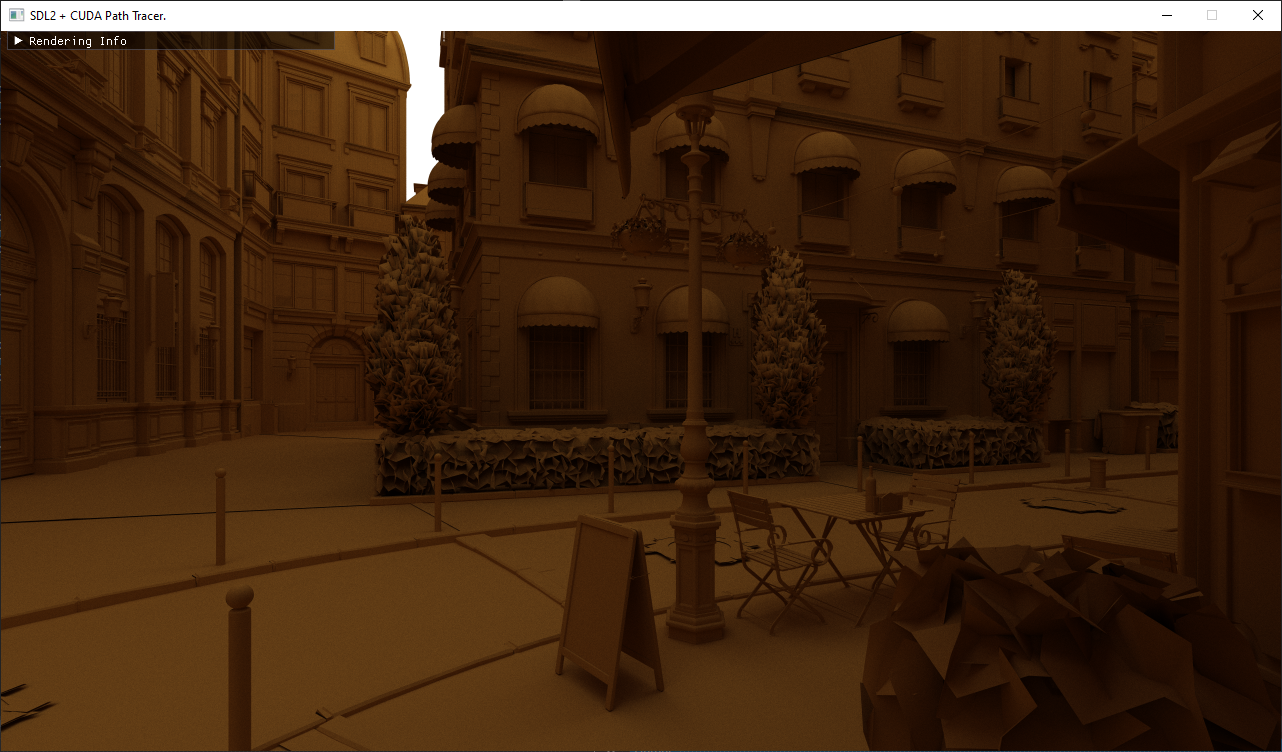 SDL2 + CUDA Path Tracer.
Rendering Info